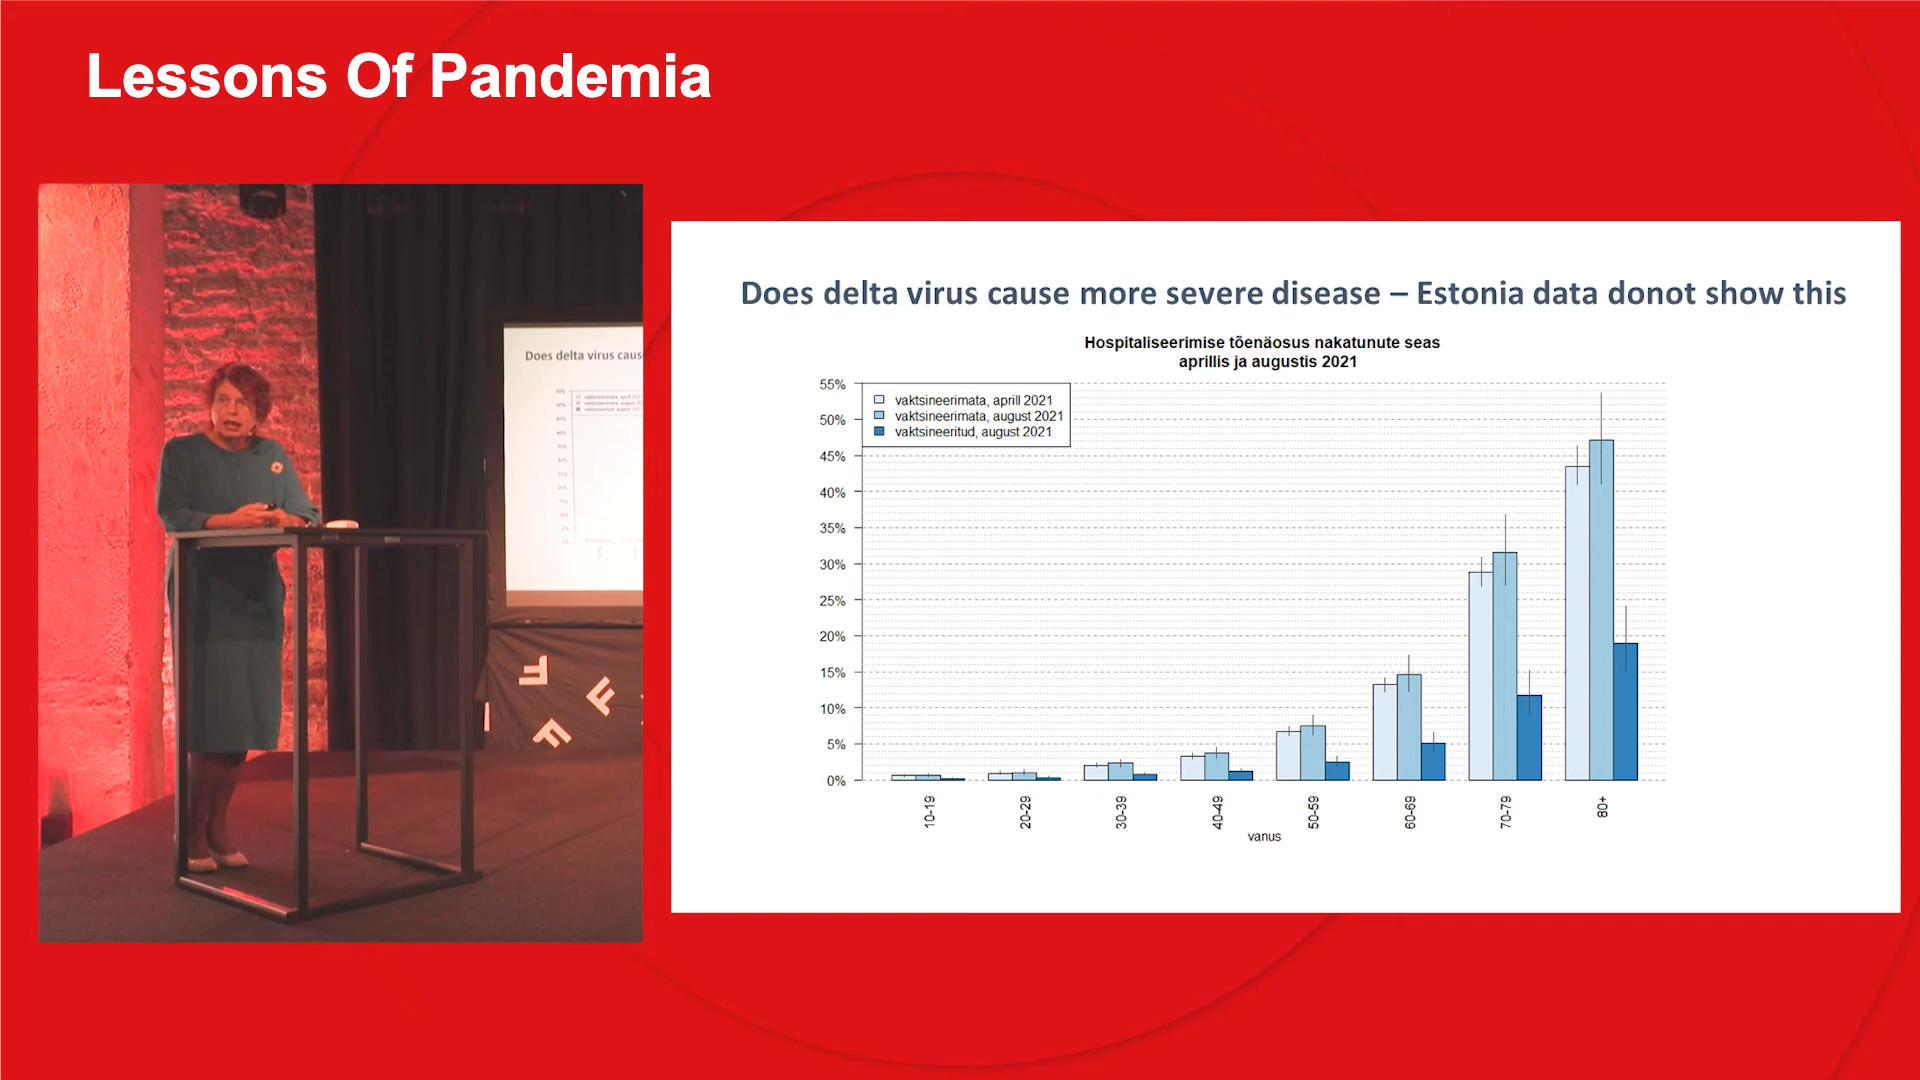 Lessons Of Pandemia
Does delta virus caus
Does delta virus cause more severe disease – Estonia data donot show this
Hospitaliseerimise tõenäosus nakatunute seas
aprillis ja augustis 2021
vaktsineerimata, aprill 2021
vaktsineerimata, august 2021
vaktsineeritud, august 2021
55%
50%
45%
40%
35%
30%
25%
20%
15%
10%
5%
0%
10-19
20-29
30-39
40-49
50-59
60-69
70-79
80+
vanus
F
F
F